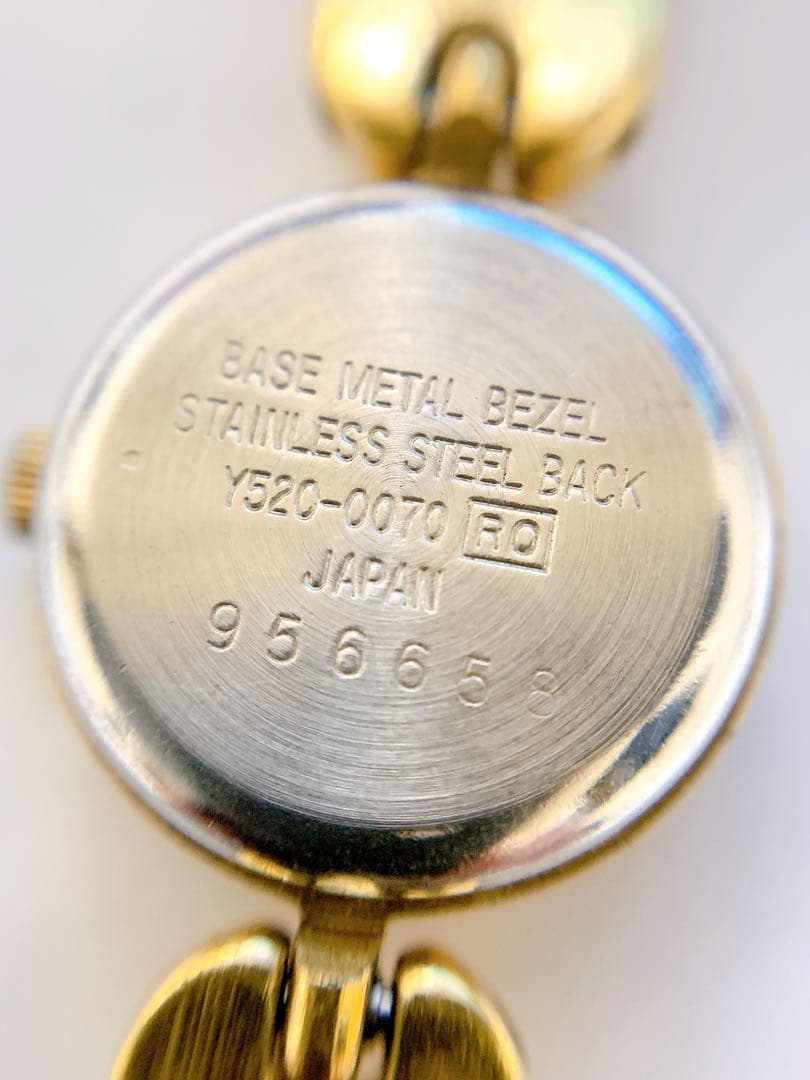 BASE METAL BEZEL
STAINLESS STEEL BACK
Y520-0070 RO
JAPAN
956658